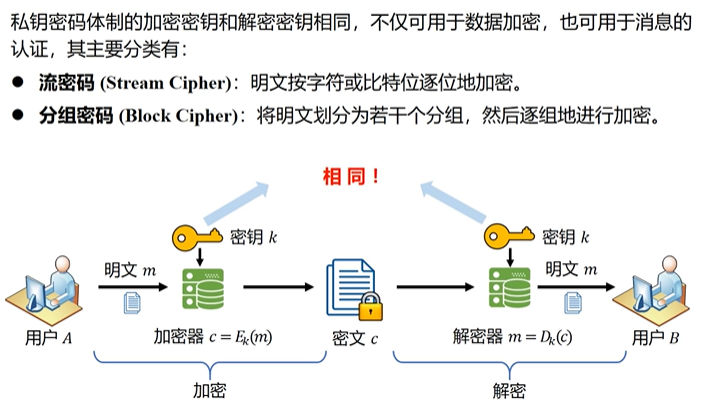 私钥密码体制的加密密钥和解密密钥相同，不仅可用于数据加密，也可用于消息的
认证，其主要分类有：
● 流密码 (Stream Cipher)：明文按字符或比特位逐位地加密。
● 分组密码 (Block Cipher)：将明文划分为若干个分组，然后逐组地进行加密。
相 同！
密钥 k
密钥 k
明文 m
明文 m
用户 A
加密器 c = Ek(m)
密文 c
解密器 m = Dk(c)
用户 B
加密
解密